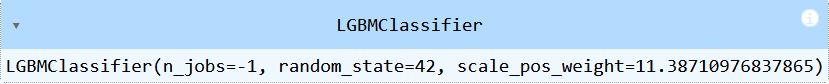 LGBMClassifier
LGBMClassifier(n_jobs=-1, random_state=42, scale_pos_weight=11.38710976837865)